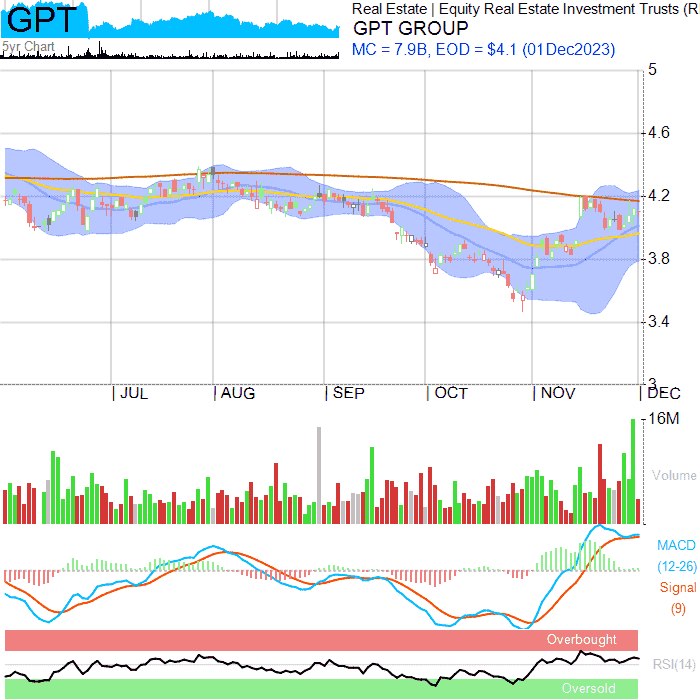 GPT
5yr Chart
Real Estate | Equity Real Estate Investment Trusts (R
GPT GROUP
MC = 7.9B, EOD = $4.1 (01Dec2023)
5
4.6
4.2
3.8
3.4
3
| JUL | AUG | SEP | OCT | NOV | DEC
16M
Volume
MACD
(12-26)
Signal
(9)
Overbought
RSI(14)
Oversold